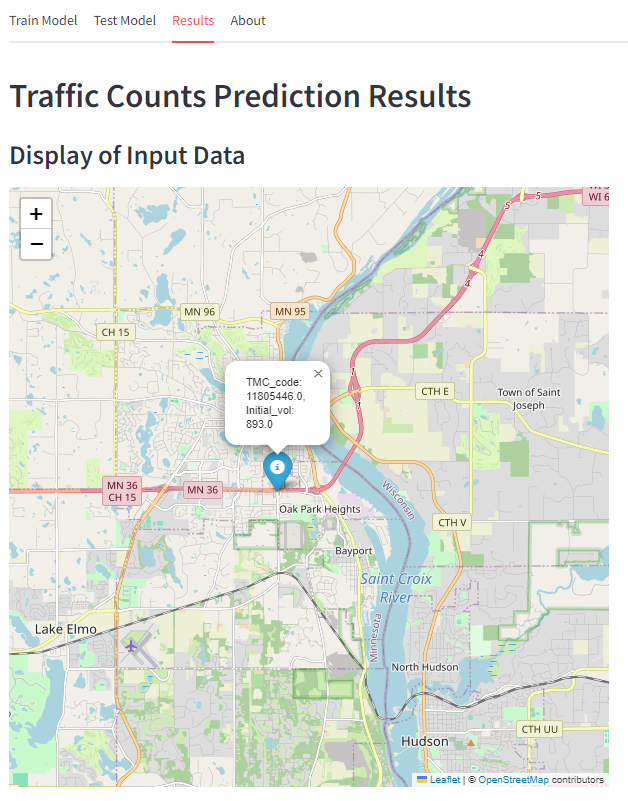 Train Model Test Model Results About
Traffic Counts Prediction Results
Display of Input Data
+
−
WI 6
5
5
4
4
MN 96
MN 95
CH 15
×
TMC_code:
11805446.0,
Initial_vol:
893.0
1
1
CTH E
Town of Saint
Joseph
MN 36
CH 15
MN 36
Wisconsin
Oak Park Heights
CTH V
Bayport
Saint Croix
River
Minnesota
Lake Elmo
North Hudson
CTH UU
Hudson
Leaflet | © OpenStreetMap contributors